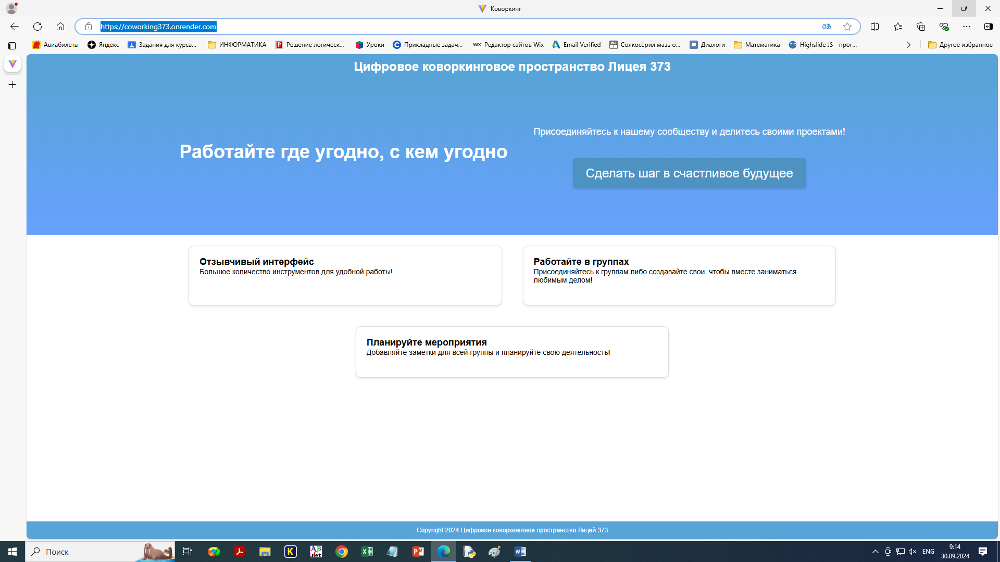 Коворкинг
https://coworking373.onrender.com
Авиабилеты
Яндекс
Задания для курса...
ИНФОРМАТИКА
Решение логическ...
Уроки
Прикладные задач...
WIX Редактор сайтов Wix
Email Verified
Солкосерил мазь о...
Диалоги
Математика
Highslide JS - прог...
Другое избранное
Цифровое коворкинговое пространство Лицея 373
Присоединяйтесь к нашему сообществу и делитесь своими проектами!
Работайте где угодно, с кем угодно
Сделать шаг в счастливое будущее
Отзывчивый интерфейс
Большое количество инструментов для удобной работы!
Работайте в группах
Присоединяйтесь к группам либо создавайте свои, чтобы вместе заниматься
любимым делом!
Планируйте мероприятия
Добавляйте заметки для всей группы и планируйте свою деятельность!
Copyright 2024 Цифровое коворкинговое пространство Лицей 373
Поиск
ENG
9:14
30.09.2024